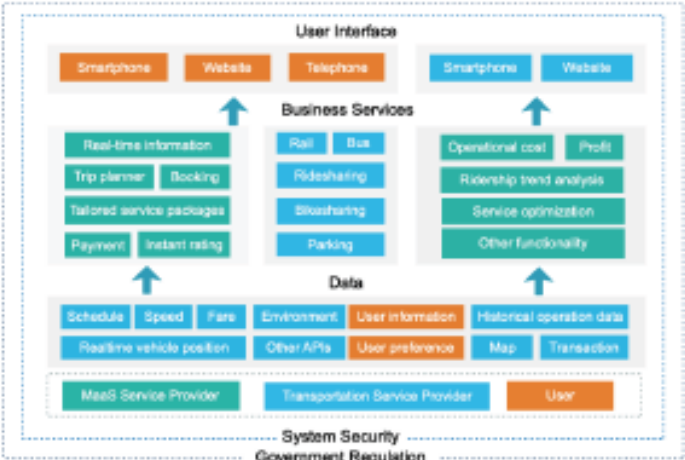 User Interface
Smartphone Website Telephone Smartphone Website
Business Services
Real-time information Rail Bus Operational cost Profit
Trip planner Booking Ridesharing Ridership trend analysis
Tailored service packages Bikesharing Service optimization
Payment Instant rating Parking Other functionality
Data
Schedule Speed Fare Environment User information Historical operation data
Realtime vehicle position Other APIs User preference Map Transaction
MaaS Service Provider Transportation Service Provider User
System Security
Government Regulation